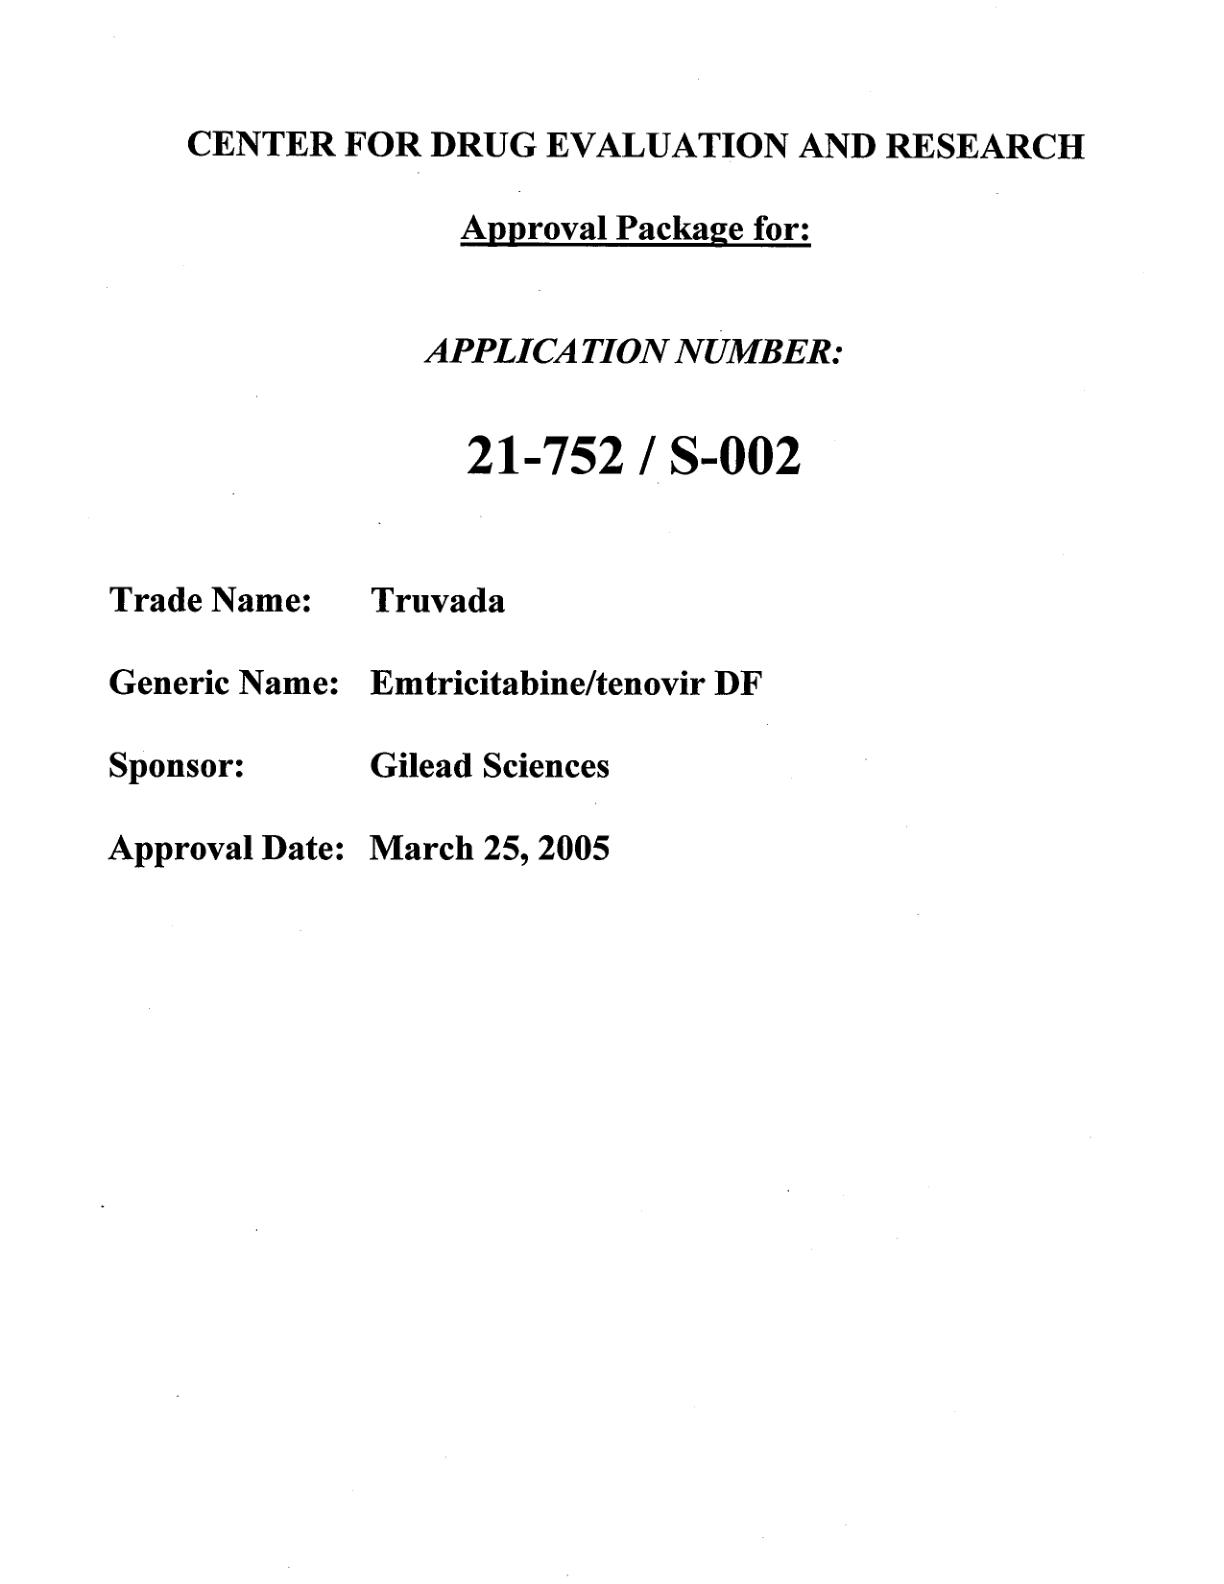 CENTER FOR DRUG EVALUATION AND RESEARCH
Approval Package for:
APPLICATION NUMBER:
21-752 / S-002
Trade Name: Truvada
Generic Name: Emtricitabine/tenovir DF
Sponsor: Gilead Sciences
Approval Date: March 25, 2005